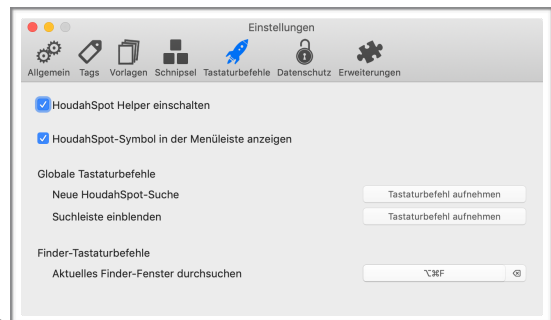 Einstellungen
Allgemein Tags Vorlagen Schnipsel Tastaturbefehle Datenschutz Erweiterungen
HoudahSpot Helper einschalten
HoudahSpot-Symbol in der Menüleiste anzeigen
Globale Tastaturbefehle
Neue HoudahSpot-Suche Tastaturbefehl aufnehmen
Suchleiste einblenden Tastaturbefehl aufnehmen
Finder-Tastaturbefehle
Aktuelles Finder-Fenster durchsuchen ⌥⌘F